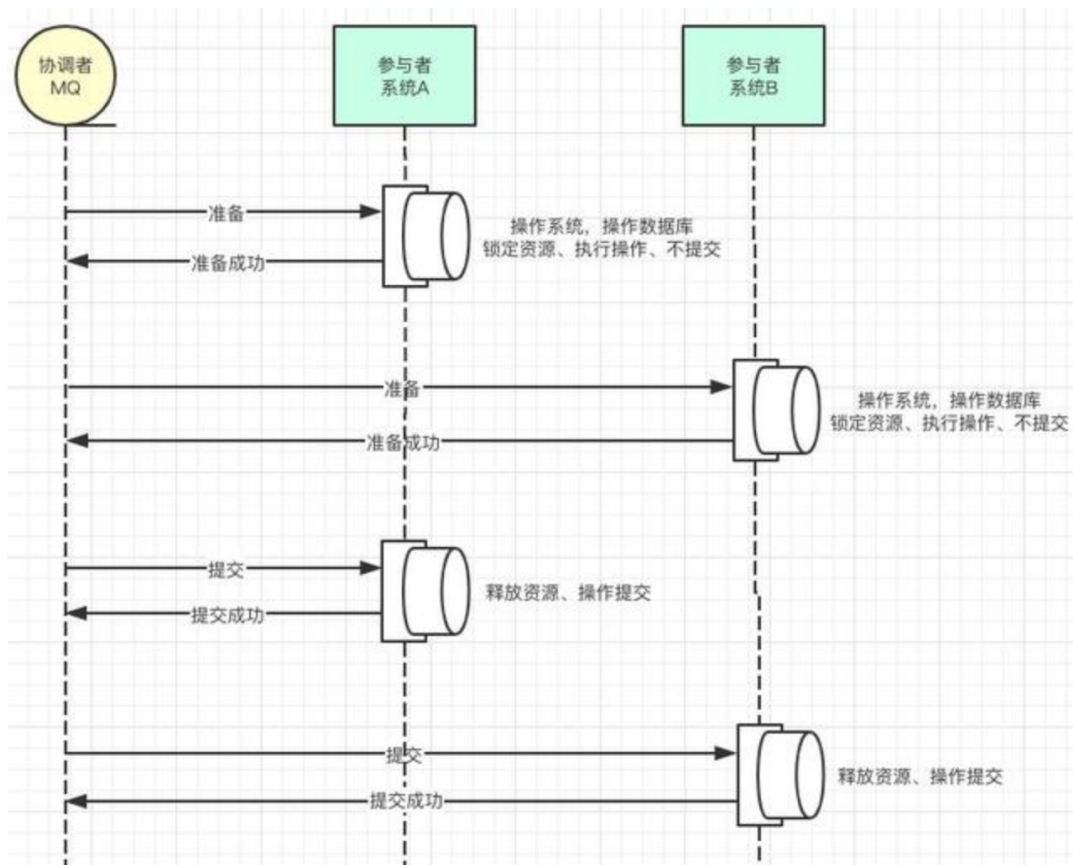 协调者
MQ
参与者
系统A
参与者
系统B
准备
操作系统，操作数据库
锁定资源、执行操作、不提交
准备成功
准备
操作系统，操作数据库
锁定资源、执行操作、不提交
准备成功
提交
释放资源、操作提交
提交成功
提交
释放资源、操作提交
提交成功